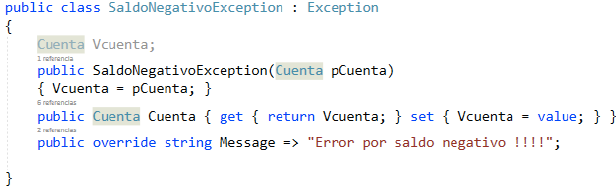 public class SaldoNegativoException : Exception
{
Cuenta Vcuenta;
1 referencia
public SaldoNegativoException(Cuenta pCuenta)
{ Vcuenta = pCuenta; }
6 referencias
public Cuenta Cuenta { get { return Vcuenta; } set { Vcuenta = value; } }
2 referencias
public override string Message => "Error por saldo negativo !!!!";
}